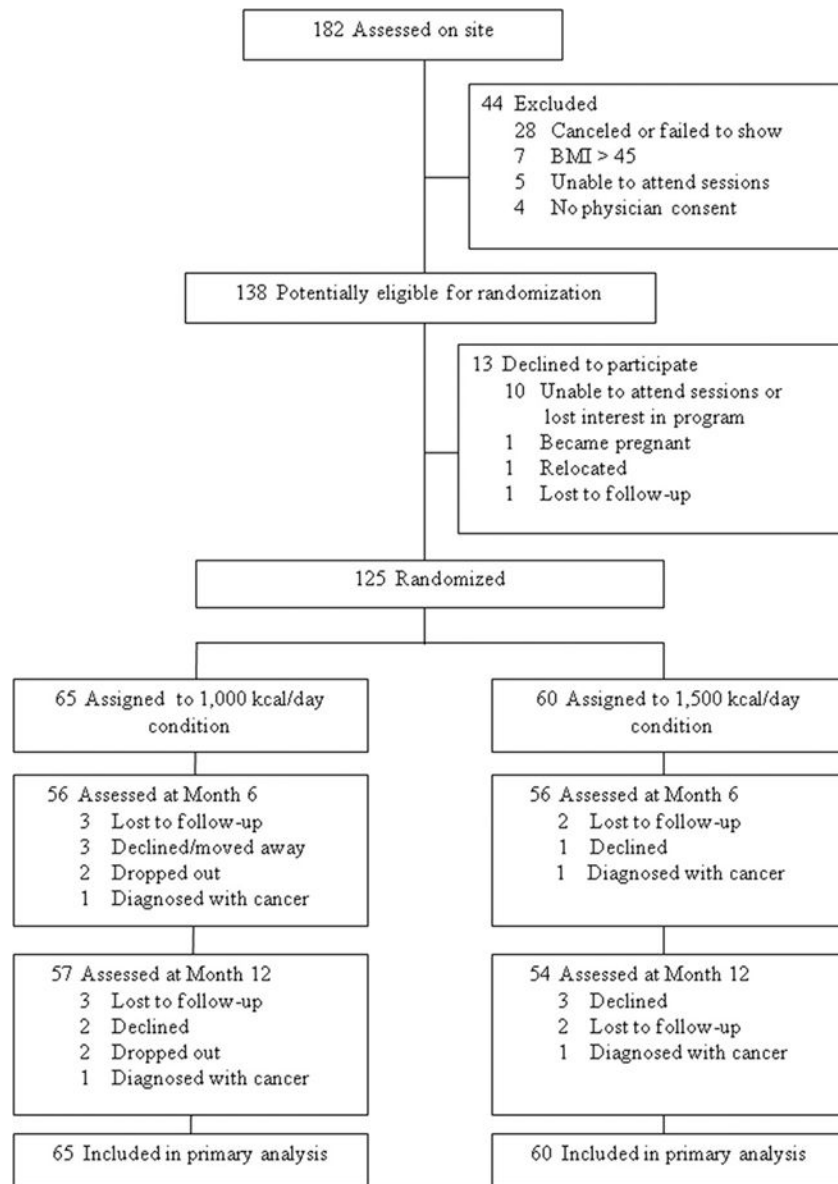 182 Assessed on site
44 Excluded
28 Canceled or failed to show
7 BMI > 45
5 Unable to attend sessions
4 No physician consent
138 Potentially eligible for randomization
13 Declined to participate
10 Unable to attend sessions or
lost interest in program
1 Became pregnant
1 Relocated
1 Lost to follow-up
125 Randomized
65 Assigned to 1,000 kcal/day
condition
56 Assessed at Month 6
3 Lost to follow-up
3 Declined/moved away
2 Dropped out
1 Diagnosed with cancer
57 Assessed at Month 12
3 Lost to follow-up
2 Declined
2 Dropped out
1 Diagnosed with cancer
65 Included in primary analysis
60 Assigned to 1,500 kcal/day
condition
56 Assessed at Month 6
2 Lost to follow-up
1 Declined
1 Diagnosed with cancer
54 Assessed at Month 12
3 Declined
2 Lost to follow-up
1 Diagnosed with cancer
60 Included in primary analysis